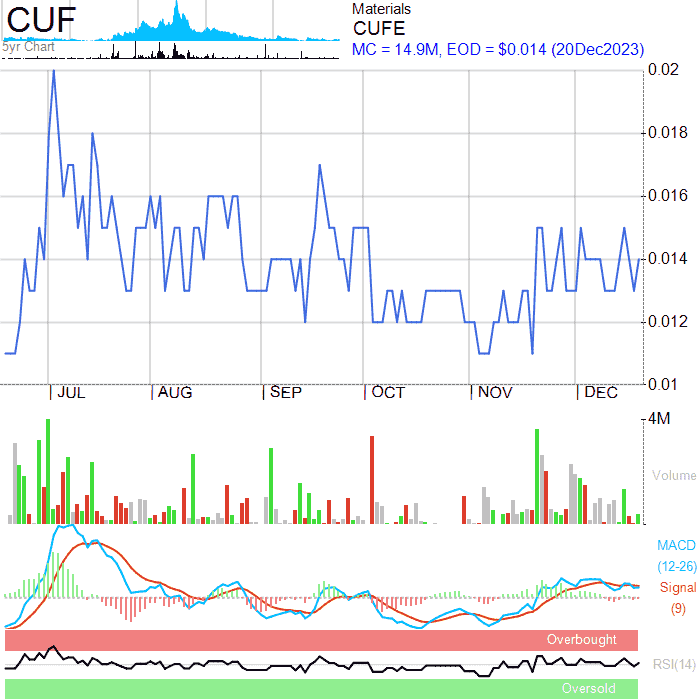 CUF
5yr Chart
Materials
CUFE
MC = 14.9M, EOD = $0.014 (20Dec2023)
0.02
0.018
0.016
0.014
0.012
0.01
JUL AUG SEP OCT NOV DEC
4M
Volume
MACD
(12-26)
Signal
(9)
Overbought
RSI(14)
Oversold